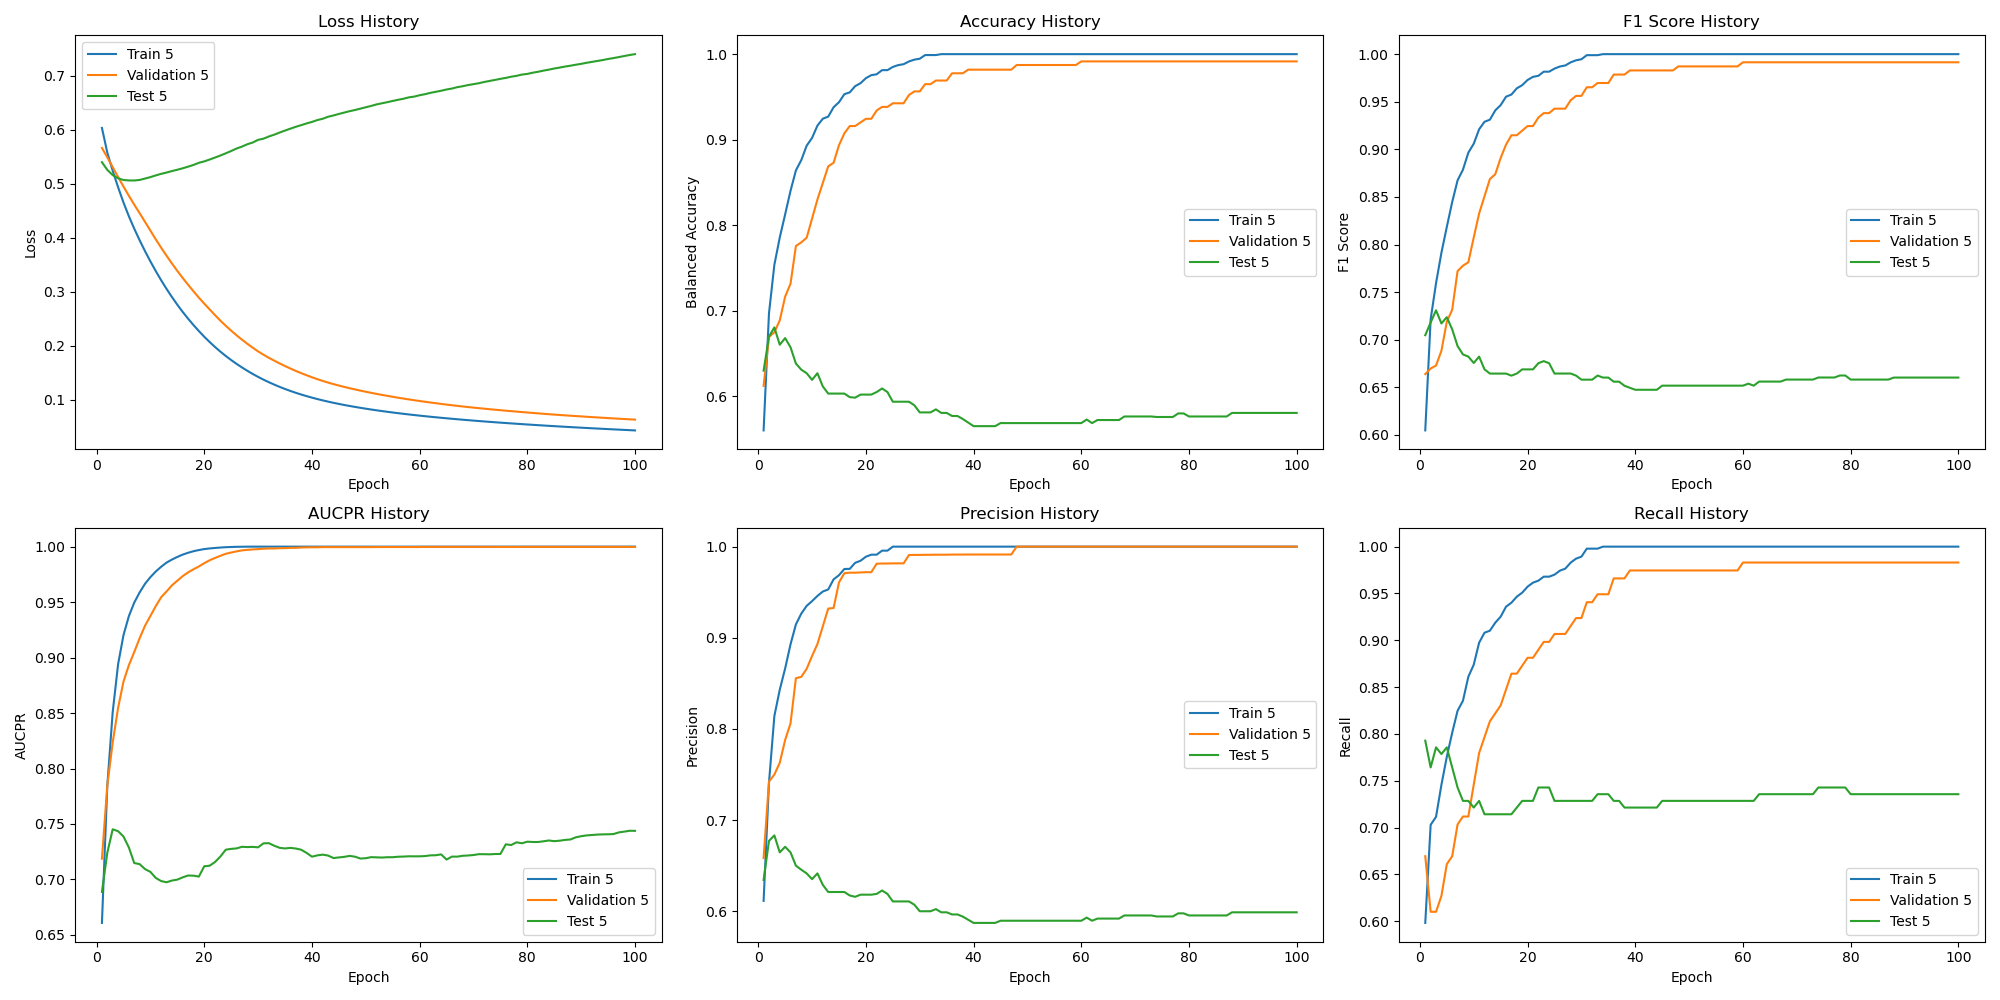 Loss History
Train 5
Validation 5
Test 5
0.7
0.6
0.5
0.4
0.3
0.2
0.1
Loss
0 20 40 60 80 100
Epoch
Accuracy History
Train 5
Validation 5
Test 5
1.0
0.9
0.8
0.7
0.6
Balanced Accuracy
0 20 40 60 80 100
Epoch
F1 Score History
Train 5
Validation 5
Test 5
1.00
0.95
0.90
0.85
0.80
0.75
0.70
0.65
0.60
F1 Score
0 20 40 60 80 100
Epoch
AUCPR History
Train 5
Validation 5
Test 5
1.00
0.95
0.90
0.85
0.80
0.75
0.70
0.65
AUCPR
0 20 40 60 80 100
Epoch
Precision History
Train 5
Validation 5
Test 5
1.0
0.9
0.8
0.7
0.6
Precision
0 20 40 60 80 100
Epoch
Recall History
Train 5
Validation 5
Test 5
1.00
0.95
0.90
0.85
0.80
0.75
0.70
0.65
0.60
Recall
0 20 40 60 80 100
Epoch